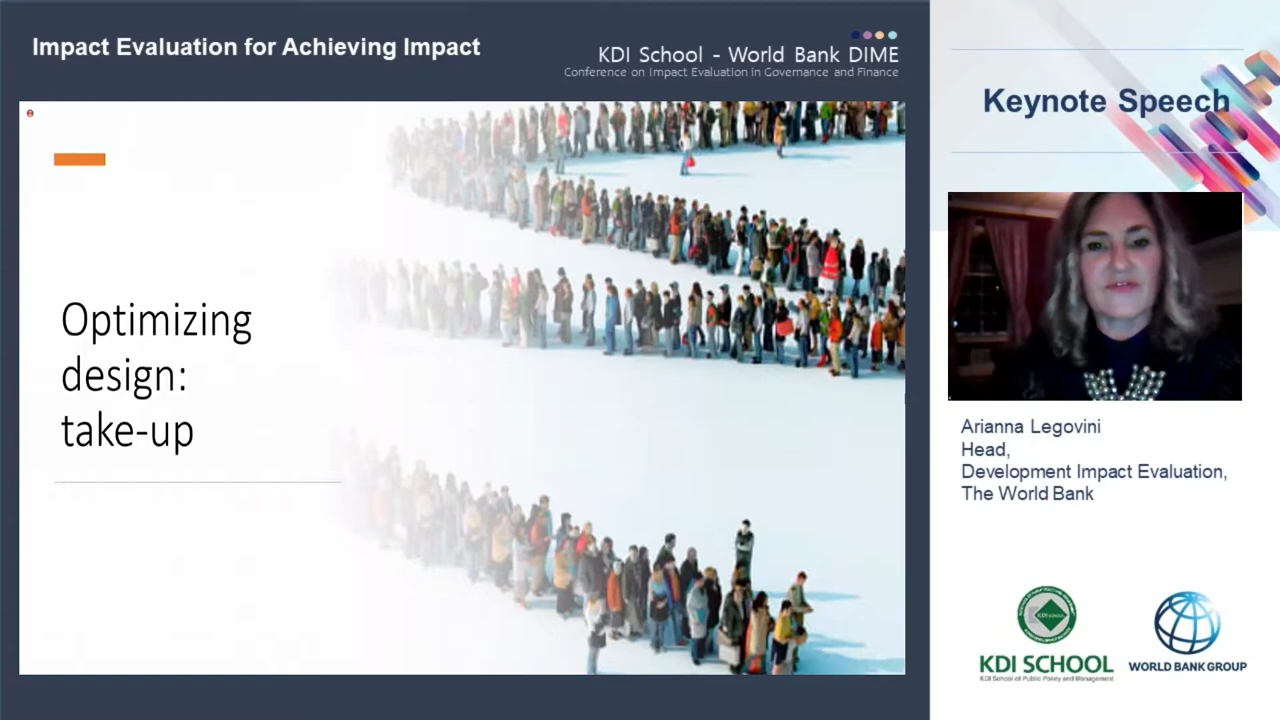 Impact Evaluation for Achieving Impact
KDI School - World Bank DIME
Conference on Impact Evaluation in Governance and Finance
Optimizing
design:
take-up
Keynote Speech
Arianna Legovini
Head,
Development Impact Evaluation,
The World Bank
KDI SCHOOL
KDI School of Public Policy and Management
WORLD BANK GROUP